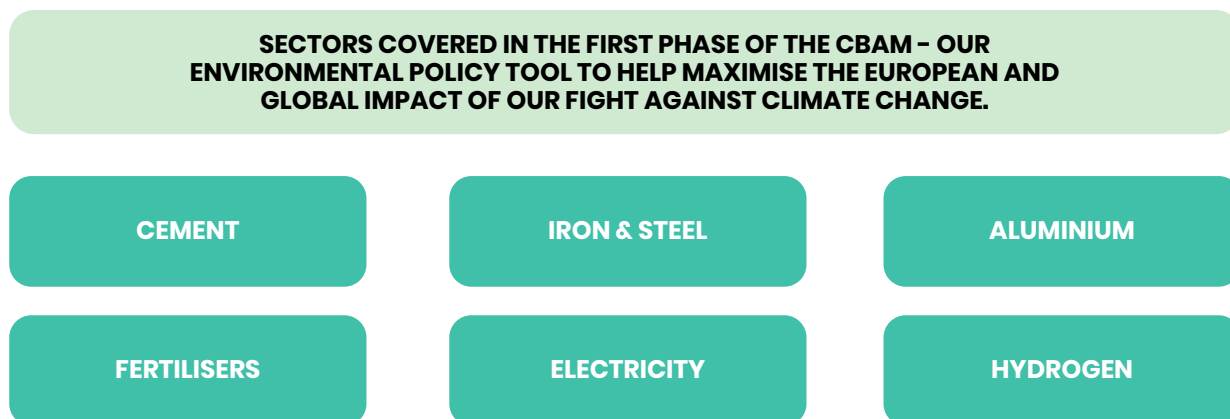 SECTORS COVERED IN THE FIRST PHASE OF THE CBAM – OUR
ENVIRONMENTAL POLICY TOOL TO HELP MAXIMISE THE EUROPEAN AND
GLOBAL IMPACT OF OUR FIGHT AGAINST CLIMATE CHANGE.
CEMENT
IRON & STEEL
ALUMINIUM
FERTILISERS
ELECTRICITY
HYDROGEN